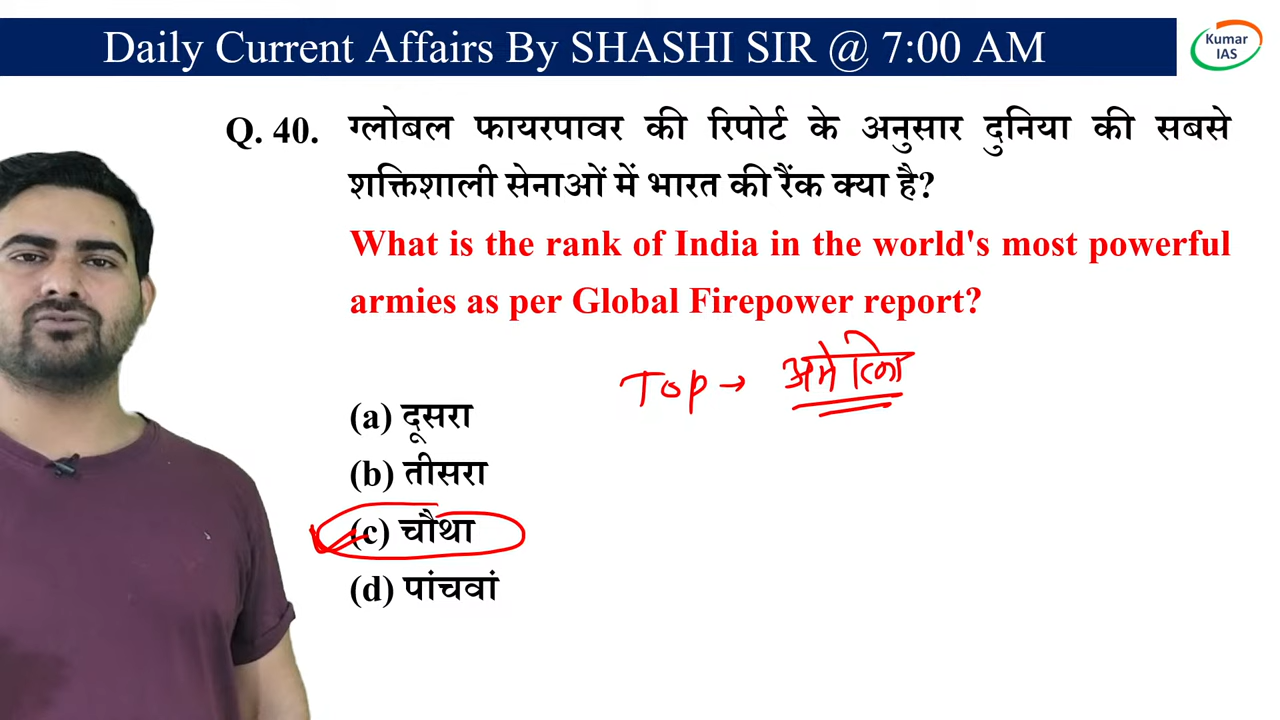 Daily Current Affairs By SHASHI SIR @ 7:00 AM
Kumar
IAS
Q. 40. ग्लोबल फायरपावर की रिपोर्ट के अनुसार दुनिया की सबसे
शक्तिशाली सेनाओं में भारत की रैंक क्या है?
What is the rank of India in the world's most powerful
armies as per Global Firepower report?
Top → अमेरिका
(a) दूसरा
(b) तीसरा
(c) चौथा
(d) पांचवां